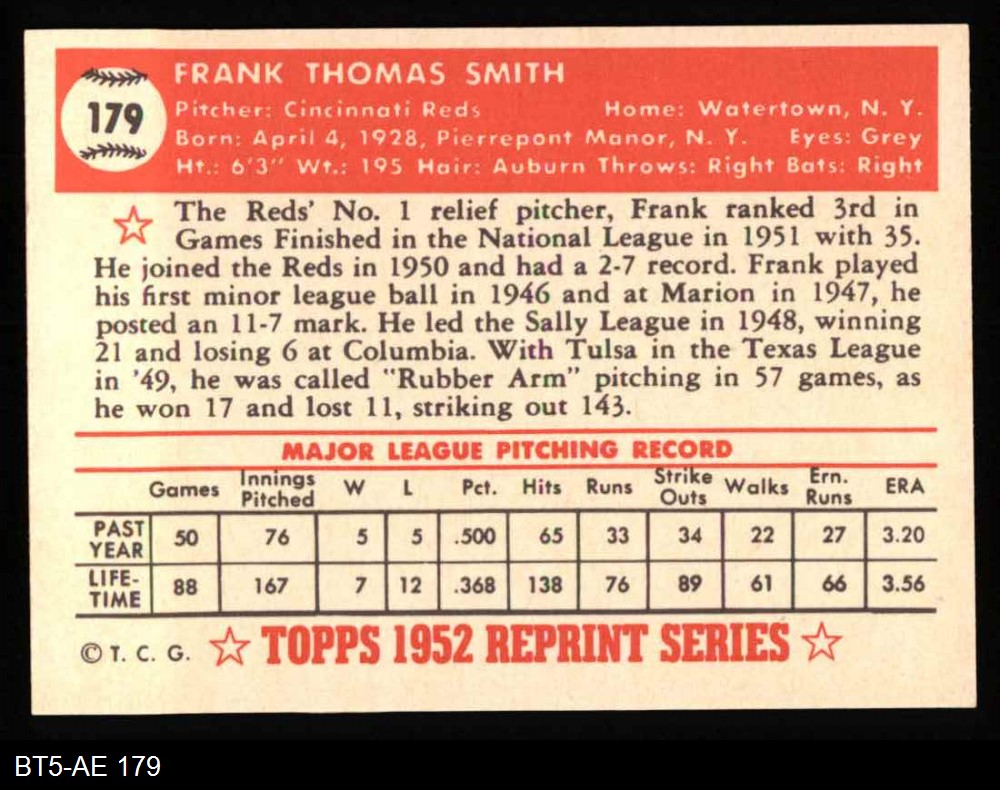 179
FRANK THOMAS SMITH
Pitcher: Cincinnati Reds Home: Watertown, N. Y.
Born: April 4, 1928, Pierrepont Manor, N. Y. Eyes: Grey
Ht.: 6'3" Wt.: 195 Hair: Auburn Throws: Right Bats: Right
The Reds' No. 1 relief pitcher, Frank ranked 3rd in
Games Finished in the National League in 1951 with 35.
He joined the Reds in 1950 and had a 2-7 record. Frank played
his first minor league ball in 1946 and at Marion in 1947, he
posted an 11-7 mark. He led the Sally League in 1948, winning
21 and losing 6 at Columbia. With Tulsa in the Texas League
in '49, he was called "Rubber Arm" pitching in 57 games, as
he won 17 and lost 11, striking out 143.
MAJOR LEAGUE PITCHING RECORD
Games Innings Pitched W L Pct. Hits Runs Strike Outs Walks Ern. Runs ERA
PAST YEAR 50 76 5 5 .500 65 33 34 22 27 3.20
LIFE-TIME 88 167 7 12 .368 138 76 89 61 66 3.56
© T. C. G. TOPPS 1952 REPRINT SERIES
BT5-AE 179